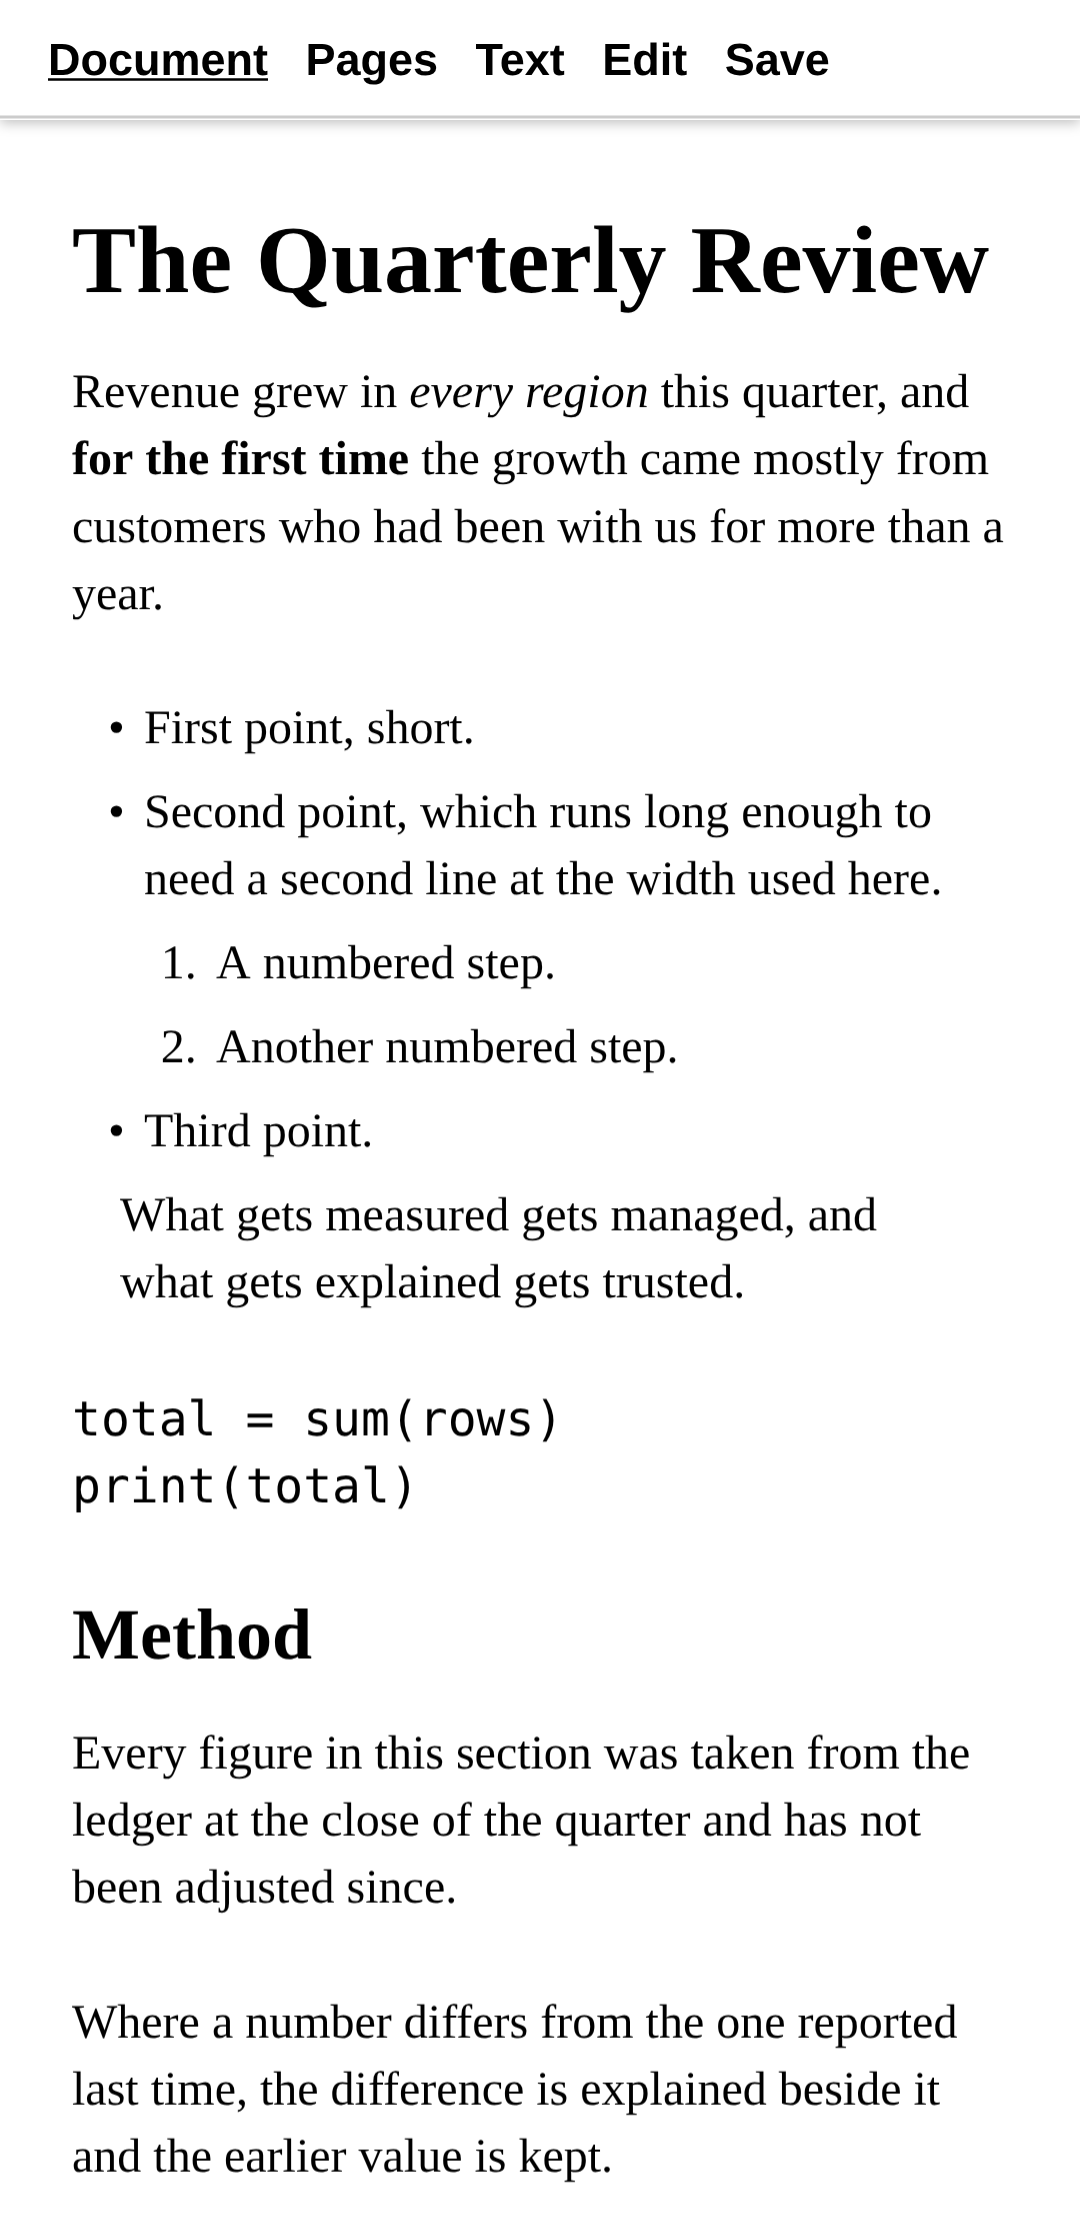 Document Pages Text Edit Save
The Quarterly Review
Revenue grew in every region this quarter, and
for the first time the growth came mostly from
customers who had been with us for more than a
year.
• First point, short.
• Second point, which runs long enough to
need a second line at the width used here.
1. A numbered step.
2. Another numbered step.
• Third point.
What gets measured gets managed, and
what gets explained gets trusted.
total = sum(rows)
print(total)
Method
Every figure in this section was taken from the
ledger at the close of the quarter and has not
been adjusted since.
Where a number differs from the one reported
last time, the difference is explained beside it
and the earlier value is kept.